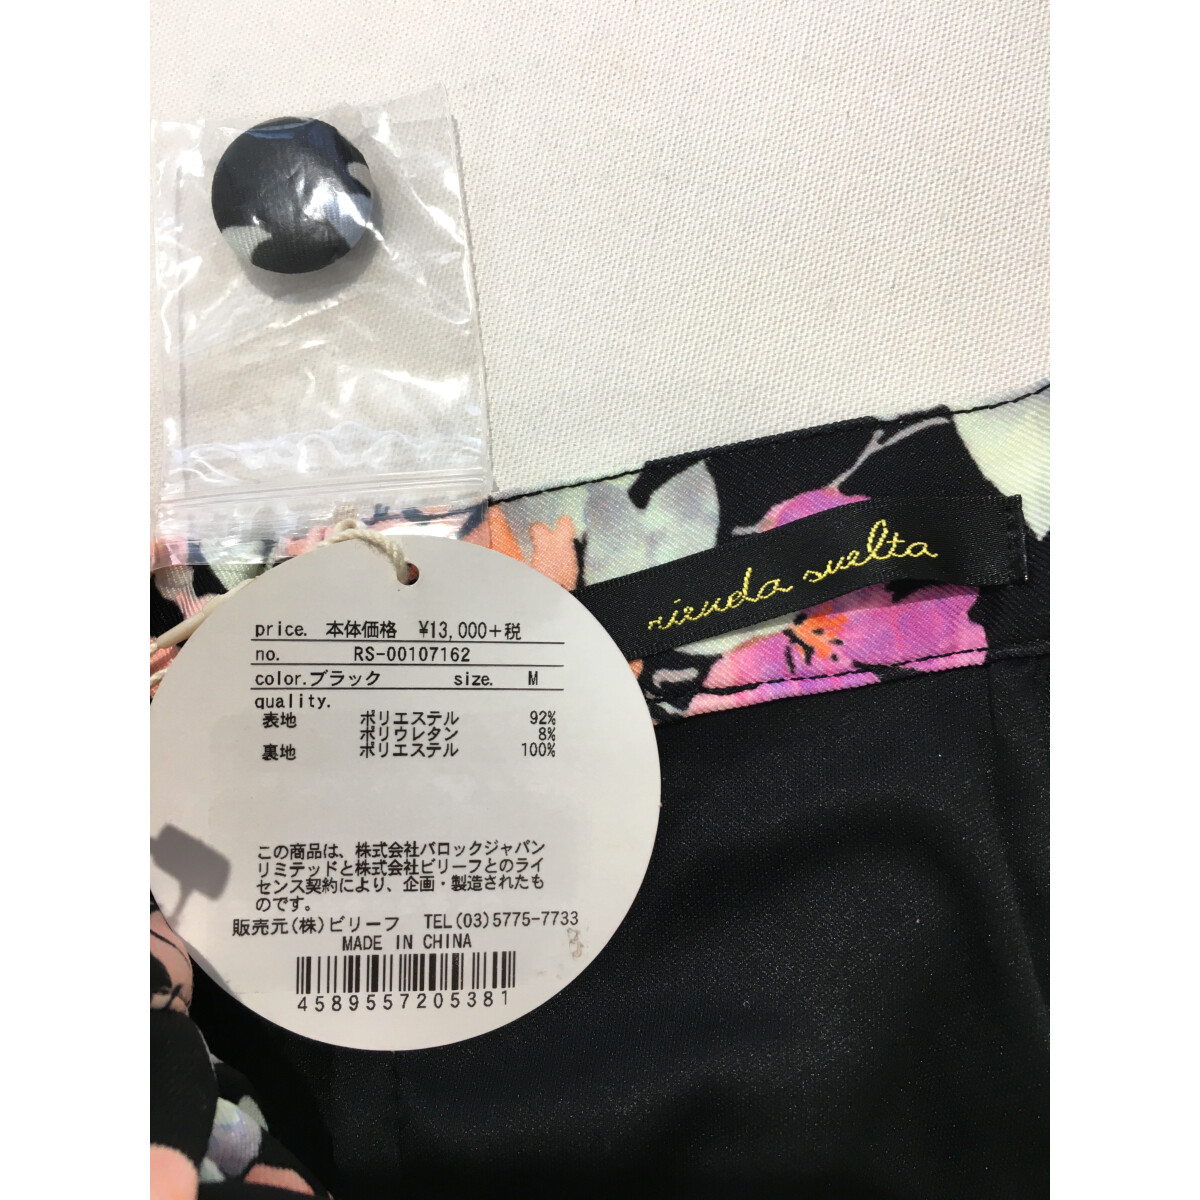 rienda suelta
price. 本体価格 ¥13,000+税
no. RS-00107162
color.ブラック size. M
quality.
表地 ポリエステル 92%
ポリウレタン 8%
裏地 ポリエステル 100%
この商品は、株式会社バロックジャパン
リミテッドと株式会社ビリーフとのライ
センス契約により、企画・製造されたも
のです。
販売元(株)ビリーフ TEL(03)5775-7733
MADE IN CHINA
4589557205381